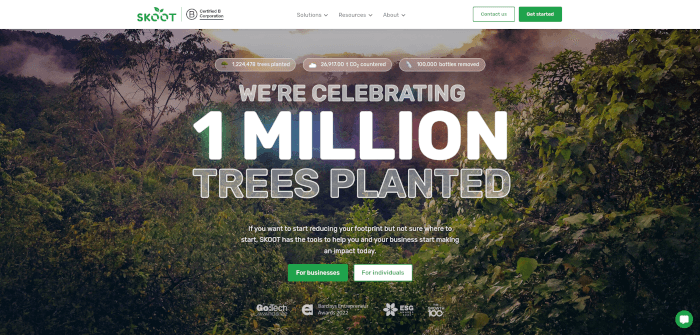 SKOOT
Certified B
Corporation
Solutions
Resources
About
Contact us
Get started
1,224,478 trees planted
26,917.00 t CO₂ countered
100,000 bottles removed
WE'RE CELEBRATING
1 MILLION
TREES PLANTED
If you want to start reducing your footprint but not sure where to
start, SKOOT has the tools to help you and your business start making
an impact today.
For businesses
For individuals
GoTech
Barclays Entrepreneur
Awards 2022
ESG
100